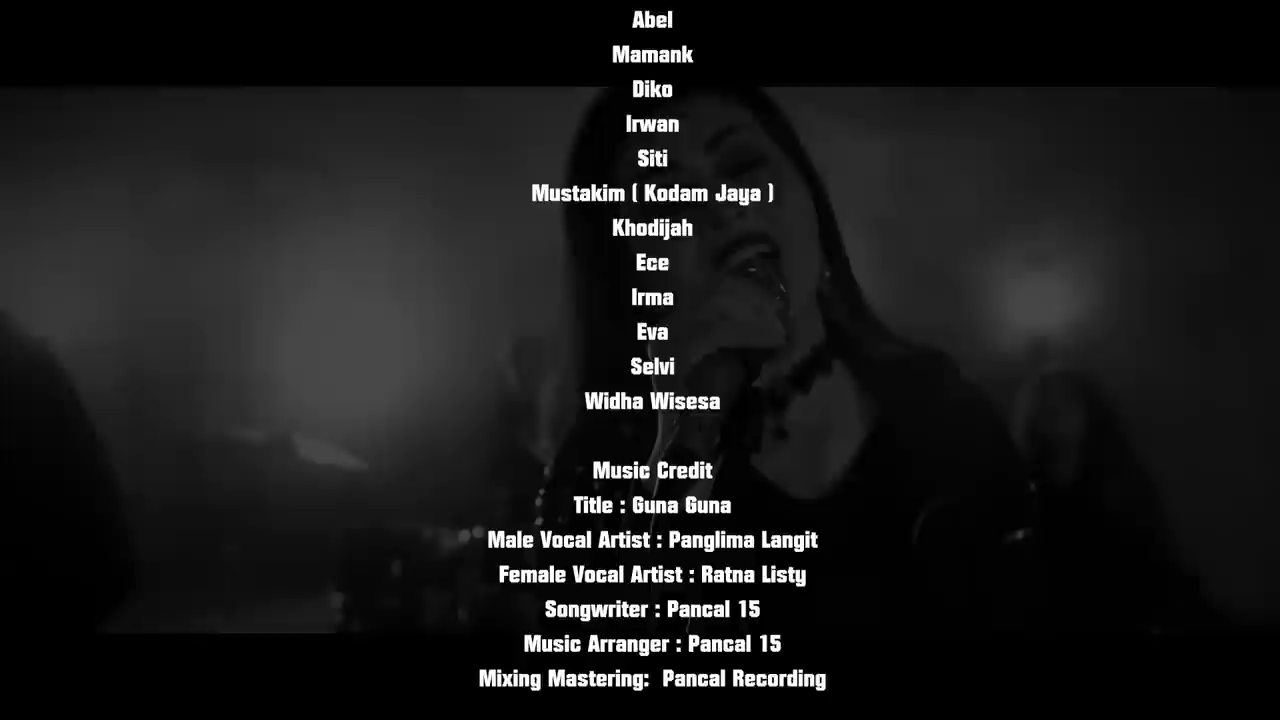 Abel
Mamank
Diko
Irwan
Siti
Mustakim ( Kodam Jaya )
Khodijah
Ece
Irma
Eva
Selvi
Widha Wisesa
Music Credit
Title : Guna Guna
Male Vocal Artist : Panglima Langit
Female Vocal Artist : Ratna Listy
Songwriter : Pancal 15
Music Arranger : Pancal 15
Mixing Mastering:  Pancal Recording